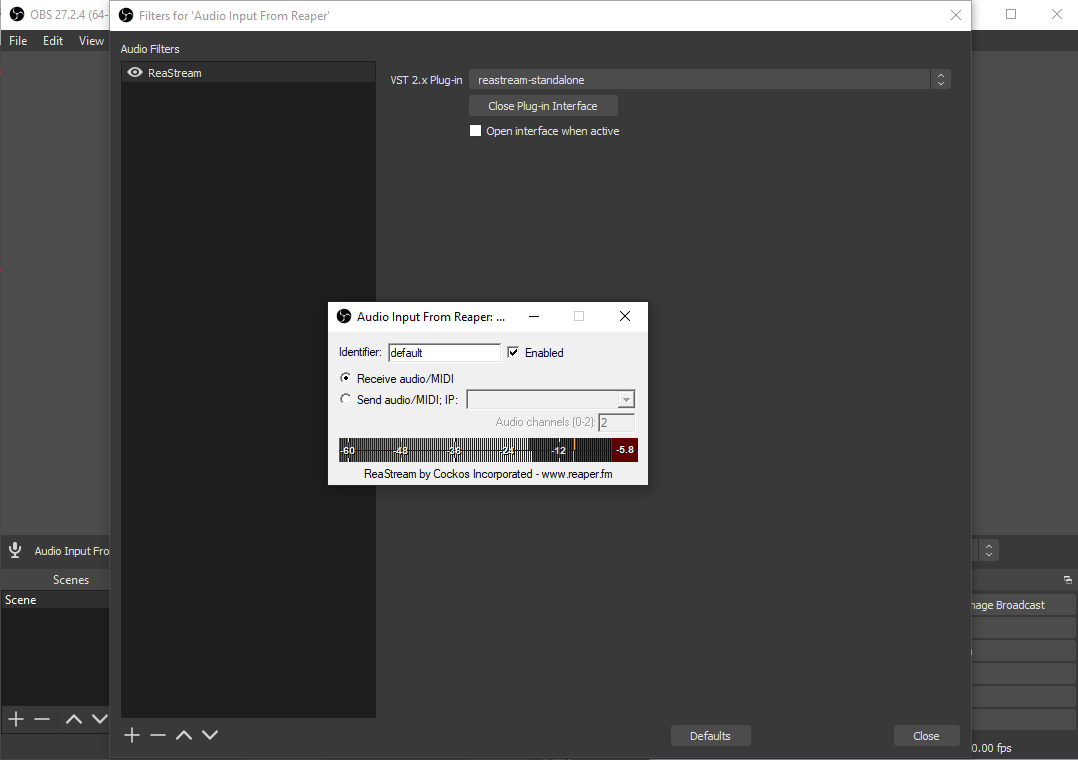 OBS 27.2.4 (64-
Filters for 'Audio Input From Reaper'
File Edit View
Audio Filters
ReaStream
VST 2.x Plug-in reastream-standalone
Close Plug-in Interface
Open interface when active
Audio Input From Reaper: ...
Identifier: default Enabled
Receive audio/MIDI
Send audio/MIDI; IP:
Audio channels (0-2): 2
-60 -48 -36 -24 -12 -5.8
ReaStream by Cockos Incorporated - www.reaper.fm
Audio Input Fro
Scenes
Scene
nage Broadcast
Defaults Close
0.00 fps